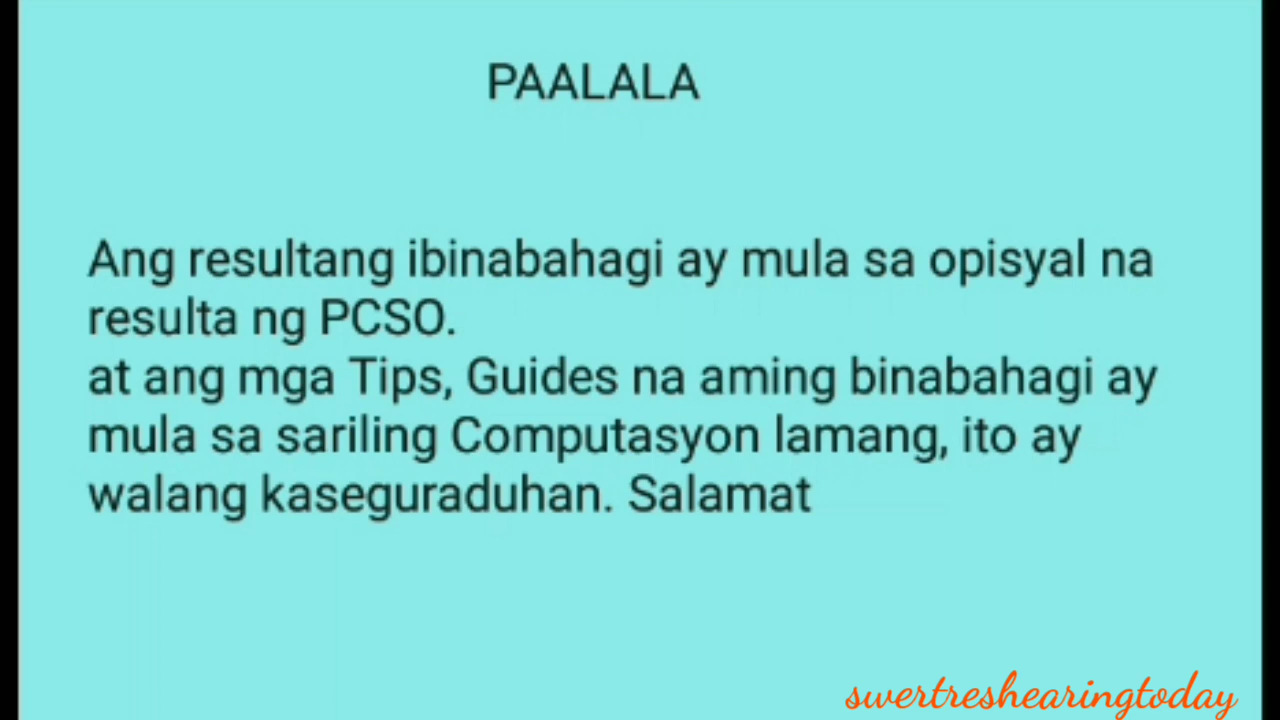 PAALALA
Ang resultang ibinabahagi ay mula sa opisyal na
resulta ng PCSO.
at ang mga Tips, Guides na aming binabahagi ay
mula sa sariling Computasyon lamang, ito ay
walang kaseguraduhan. Salamat
swertreshearingtoday